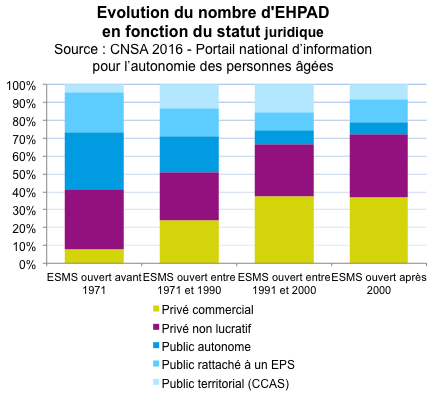 Evolution du nombre d'EHPAD
en fonction du statut juridique
Source : CNSA 2016 - Portail national d'information
pour l'autonomie des personnes âgées
100%
90%
80%
70%
60%
50%
40%
30%
20%
10%
0%
ESMS ouvert avant
1971
ESMS ouvert entre
1971 et 1990
ESMS ouvert entre
1991 et 2000
ESMS ouvert après
2000
Privé commercial
Privé non lucratif
Public autonome
Public rattaché à un EPS
Public territorial (CCAS)